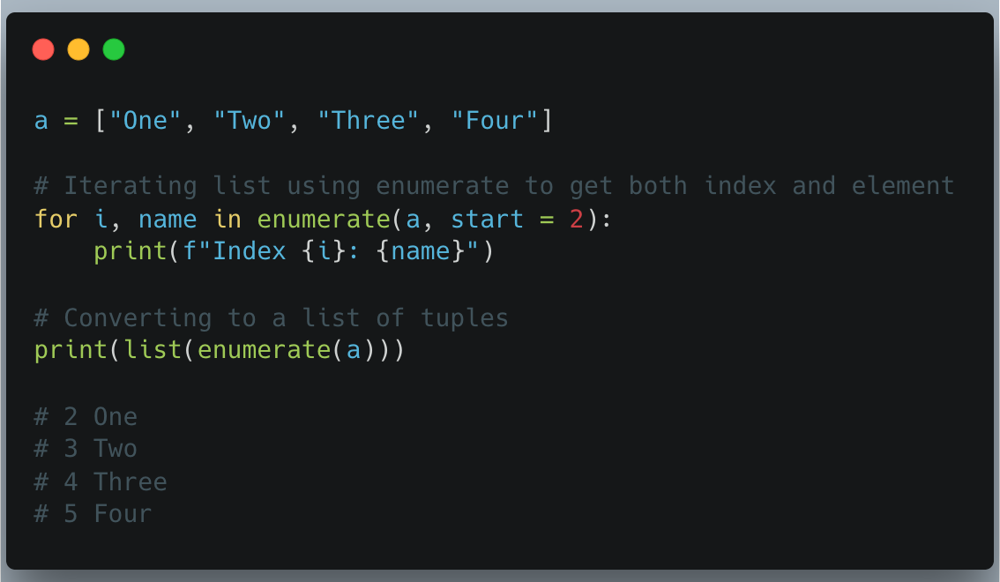 a = ["One", "Two", "Three", "Four"]
# Iterating list using enumerate to get both index and element
for i, name in enumerate(a, start = 2):
    print(f"Index {i}: {name}")
# Converting to a list of tuples
print(list(enumerate(a)))
# 2 One
# 3 Two
# 4 Three
# 5 Four